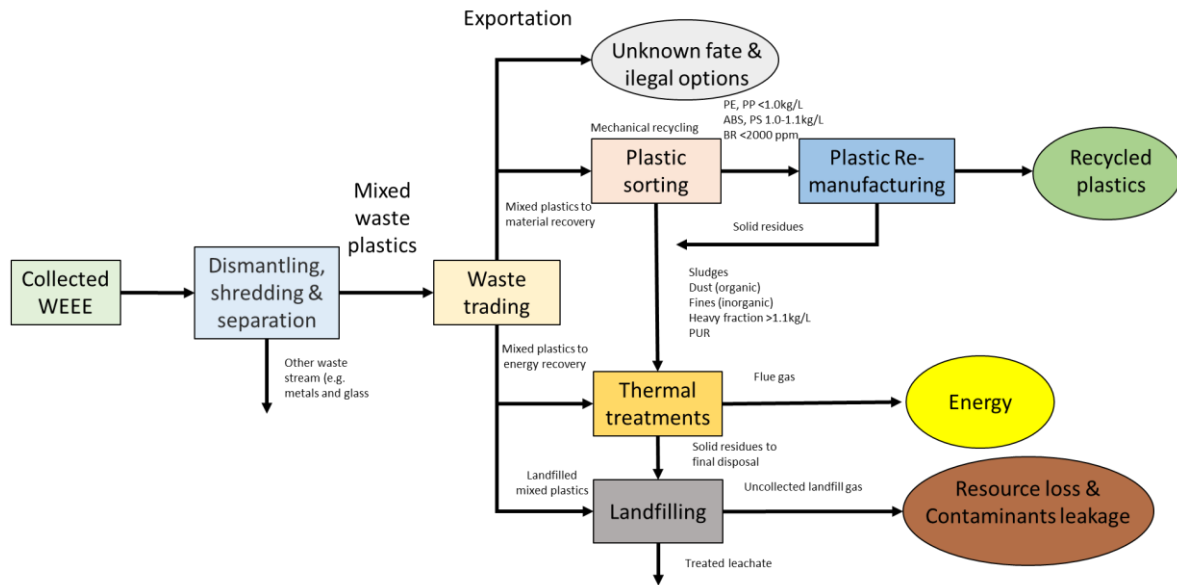 Exportation
Unknown fate &
ilegal options
PE, PP <1.0kg/L
ABS, PS 1.0-1.1kg/L
BR <2000 ppm
Mechanical recycling
Plastic
sorting
Plastic Re-
manufacturing
Recycled
plastics
Mixed
waste
plastics
Mixed plastics to
material recovery
Solid residues
Collected
WEEE
Dismantling,
shredding &
separation
Waste
trading
Sludges
Dust (organic)
Fines (inorganic)
Heavy fraction >1.1kg/L
PUR
Other waste
stream (e.g.
metals and glass
Mixed plastics to
energy recovery
Thermal
treatments
Flue gas
Energy
Solid residues to
final disposal
Landfilled
mixed plastics
Landfilling
Uncollected landfill gas
Resource loss &
Contaminants leakage
Treated leachate